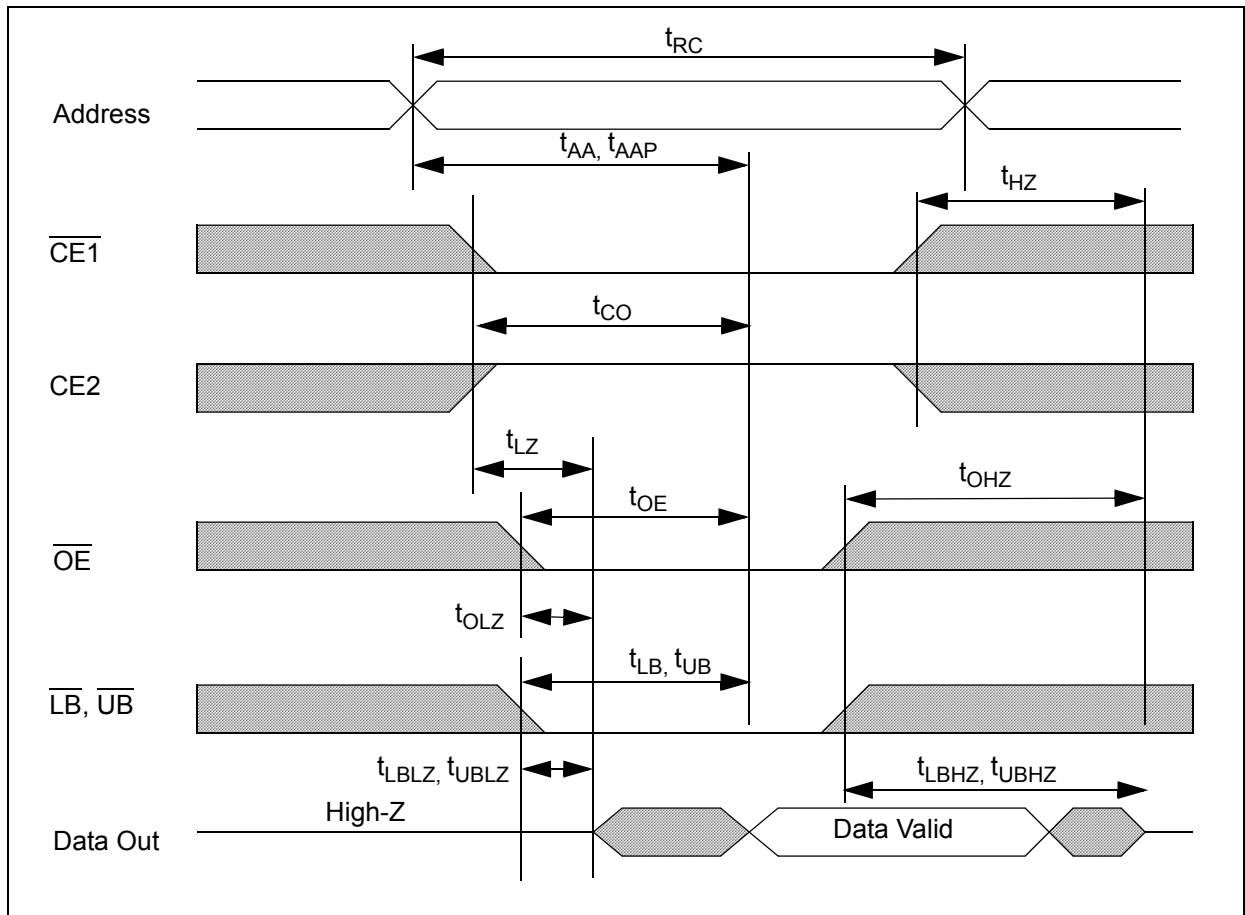 tRC
Address
tAA, tAAP
tHZ
CE1
tCO
CE2
tLZ
tOHZ
tOE
OE
tOLZ
tLB, tUB
LB, UB
tLBLZ, tUBLZ
tLBHZ, tUBHZ
High-Z
Data Valid
Data Out